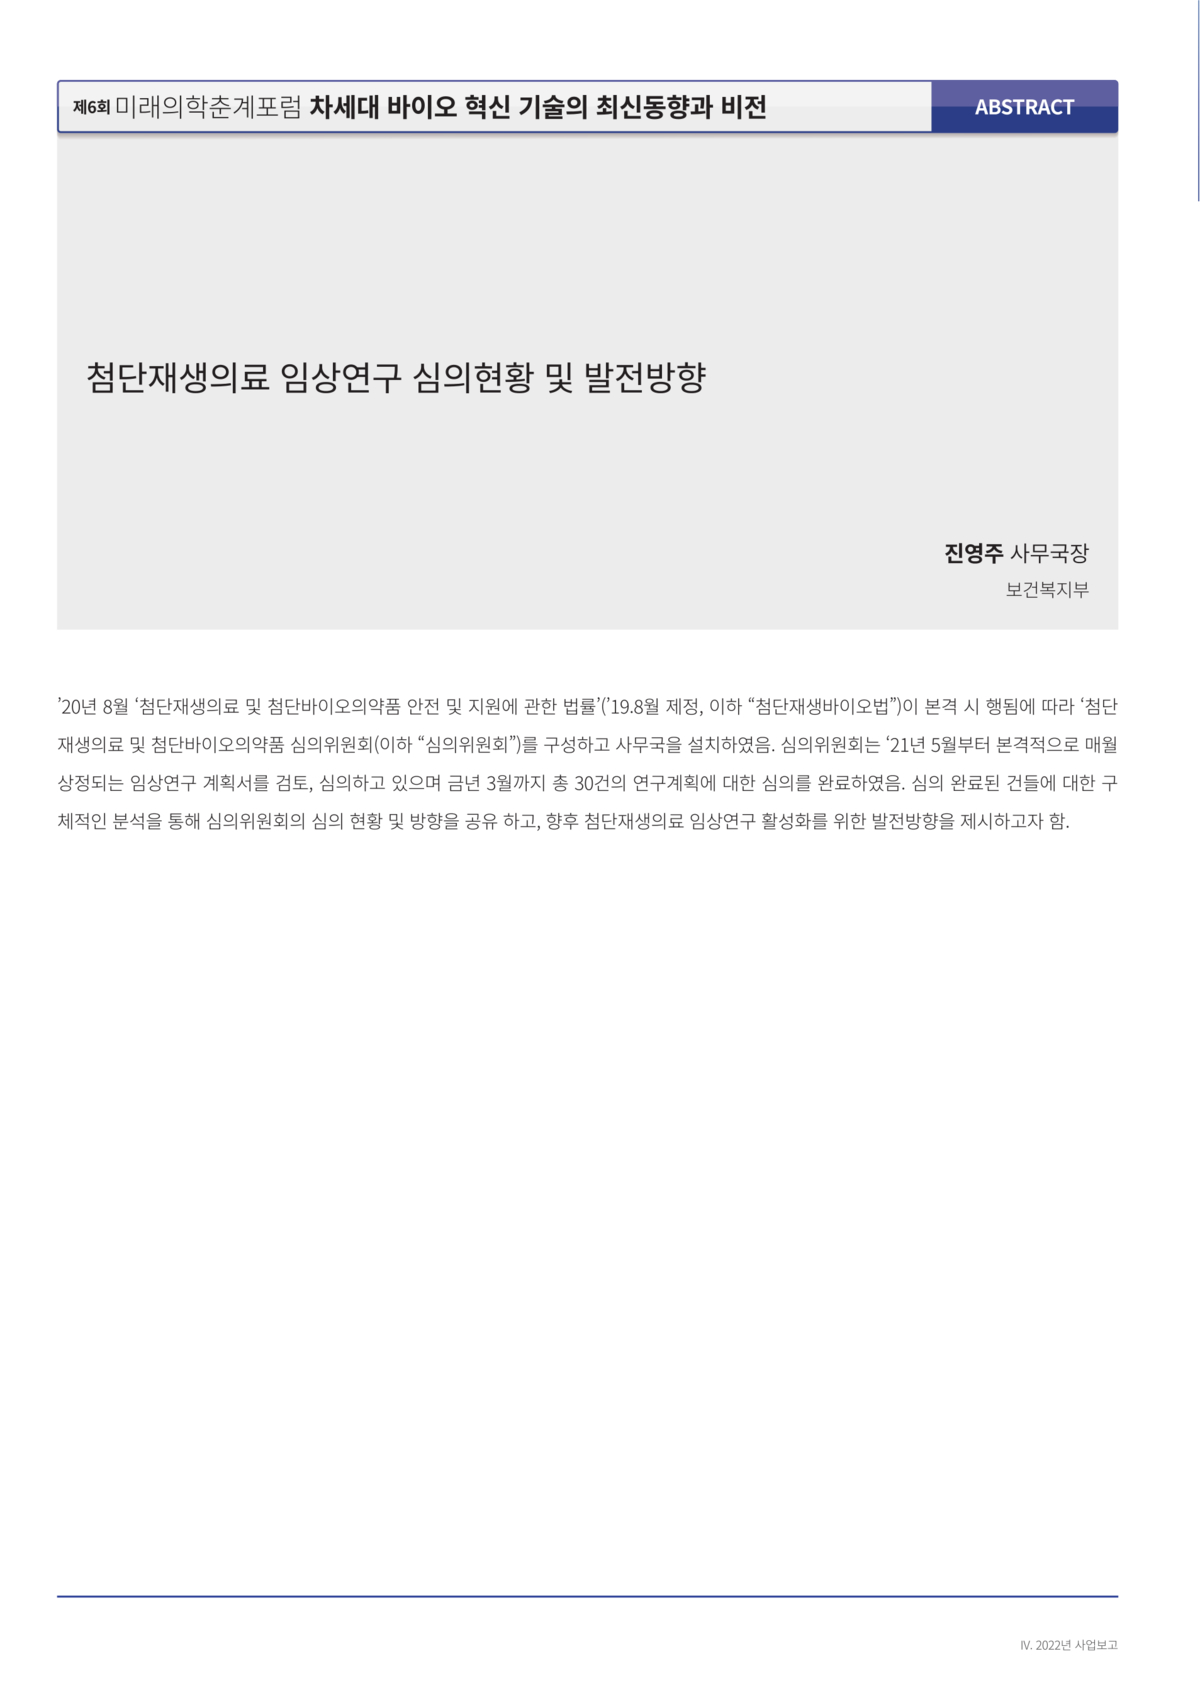 제6회 미래의학춘계포럼 차세대 바이오 혁신 기술의 최신동향과 비전
ABSTRACT
첨단재생의료 임상연구 심의현황 및 발전방향
진영주 사무국장
보건복지부
’20년 8월 ‘첨단재생의료 및 첨단바이오의약품 안전 및 지원에 관한 법률’(’19.8월 제정, 이하 “첨단재생바이오법”)이 본격 시 행됨에 따라 ‘첨단
재생의료 및 첨단바이오의약품 심의위원회(이하 “심의위원회”)를 구성하고 사무국을 설치하였음. 심의위원회는 ‘21년 5월부터 본격적으로 매월
상정되는 임상연구 계획서를 검토, 심의하고 있으며 금년 3월까지 총 30건의 연구계획에 대한 심의를 완료하였음. 심의 완료된 건들에 대한 구
체적인 분석을 통해 심의위원회의 심의 현황 및 방향을 공유 하고, 향후 첨단재생의료 임상연구 활성화를 위한 발전방향을 제시하고자 함.
Ⅳ. 2022년 사업보고